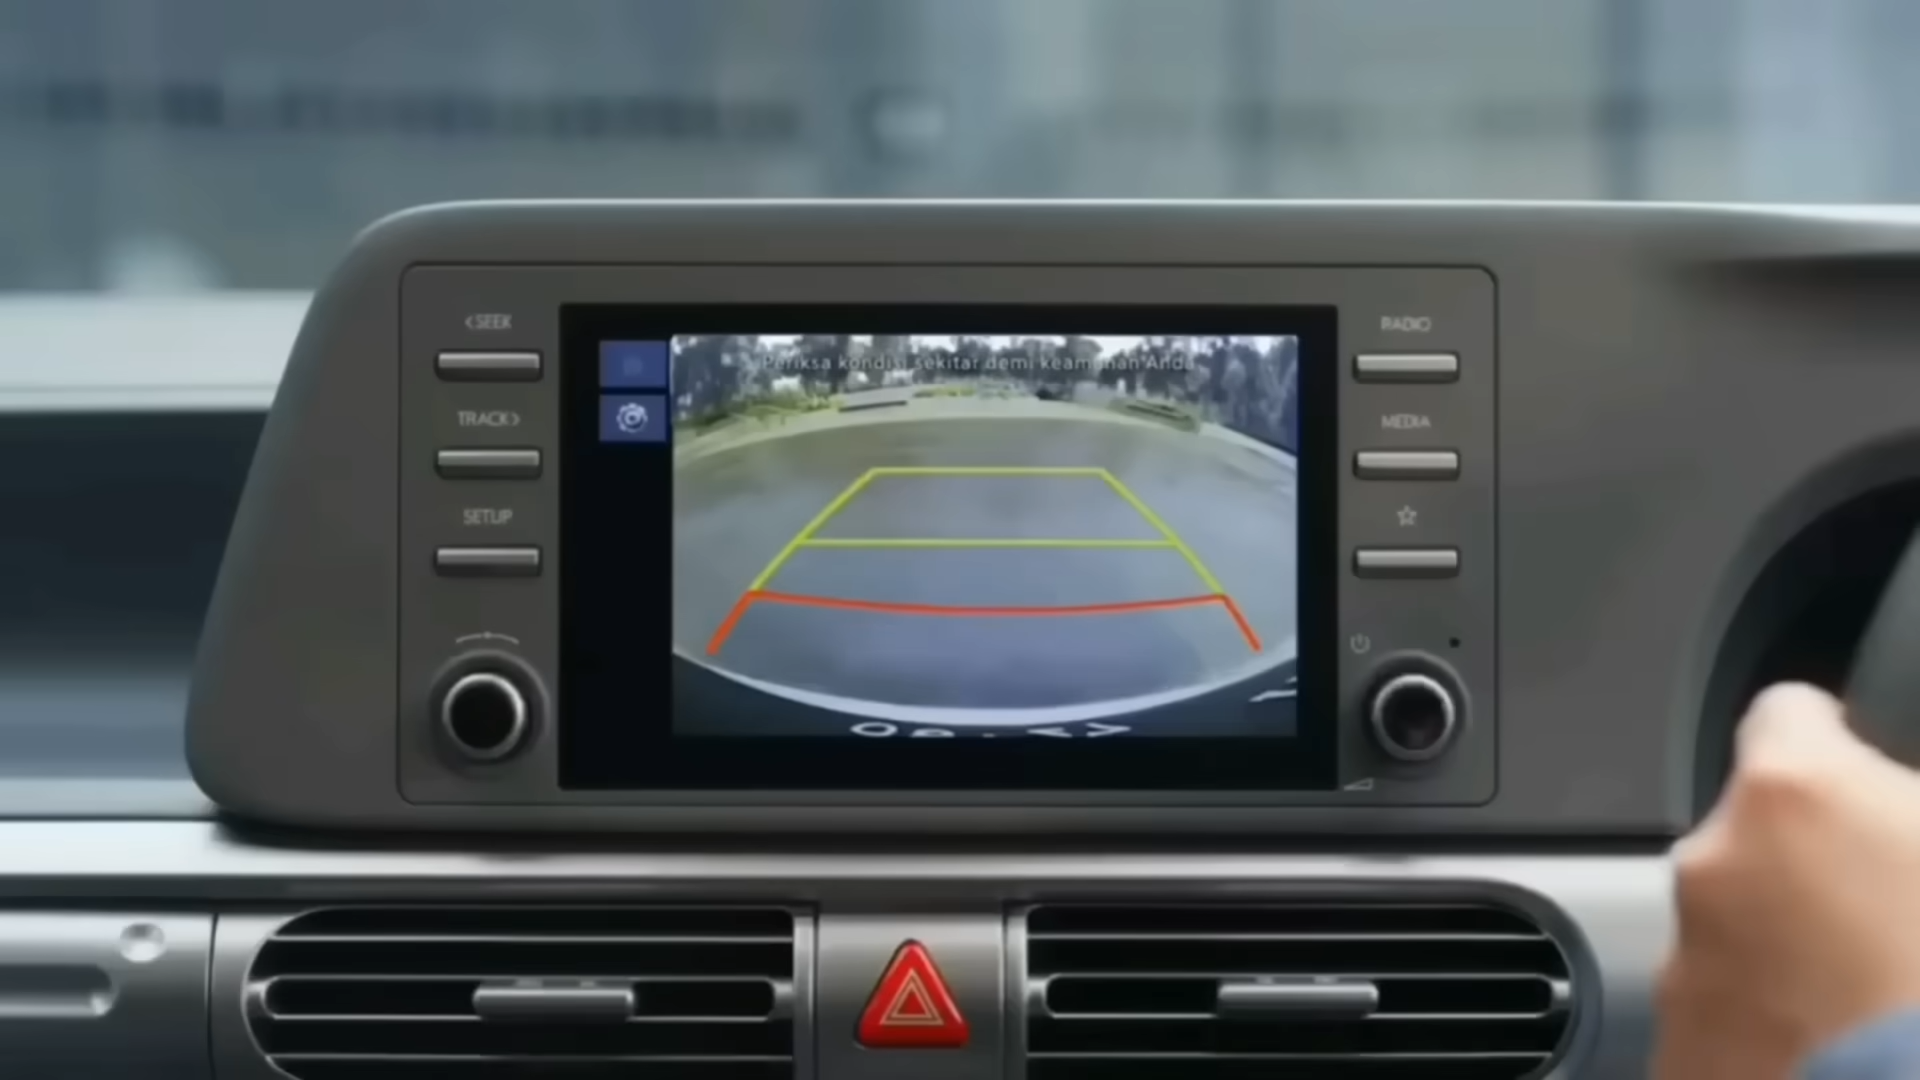 <SEEK
TRACK>
SETUP
Periksa kondisi sekitar demi keamanan Anda
RADIO
MEDIA